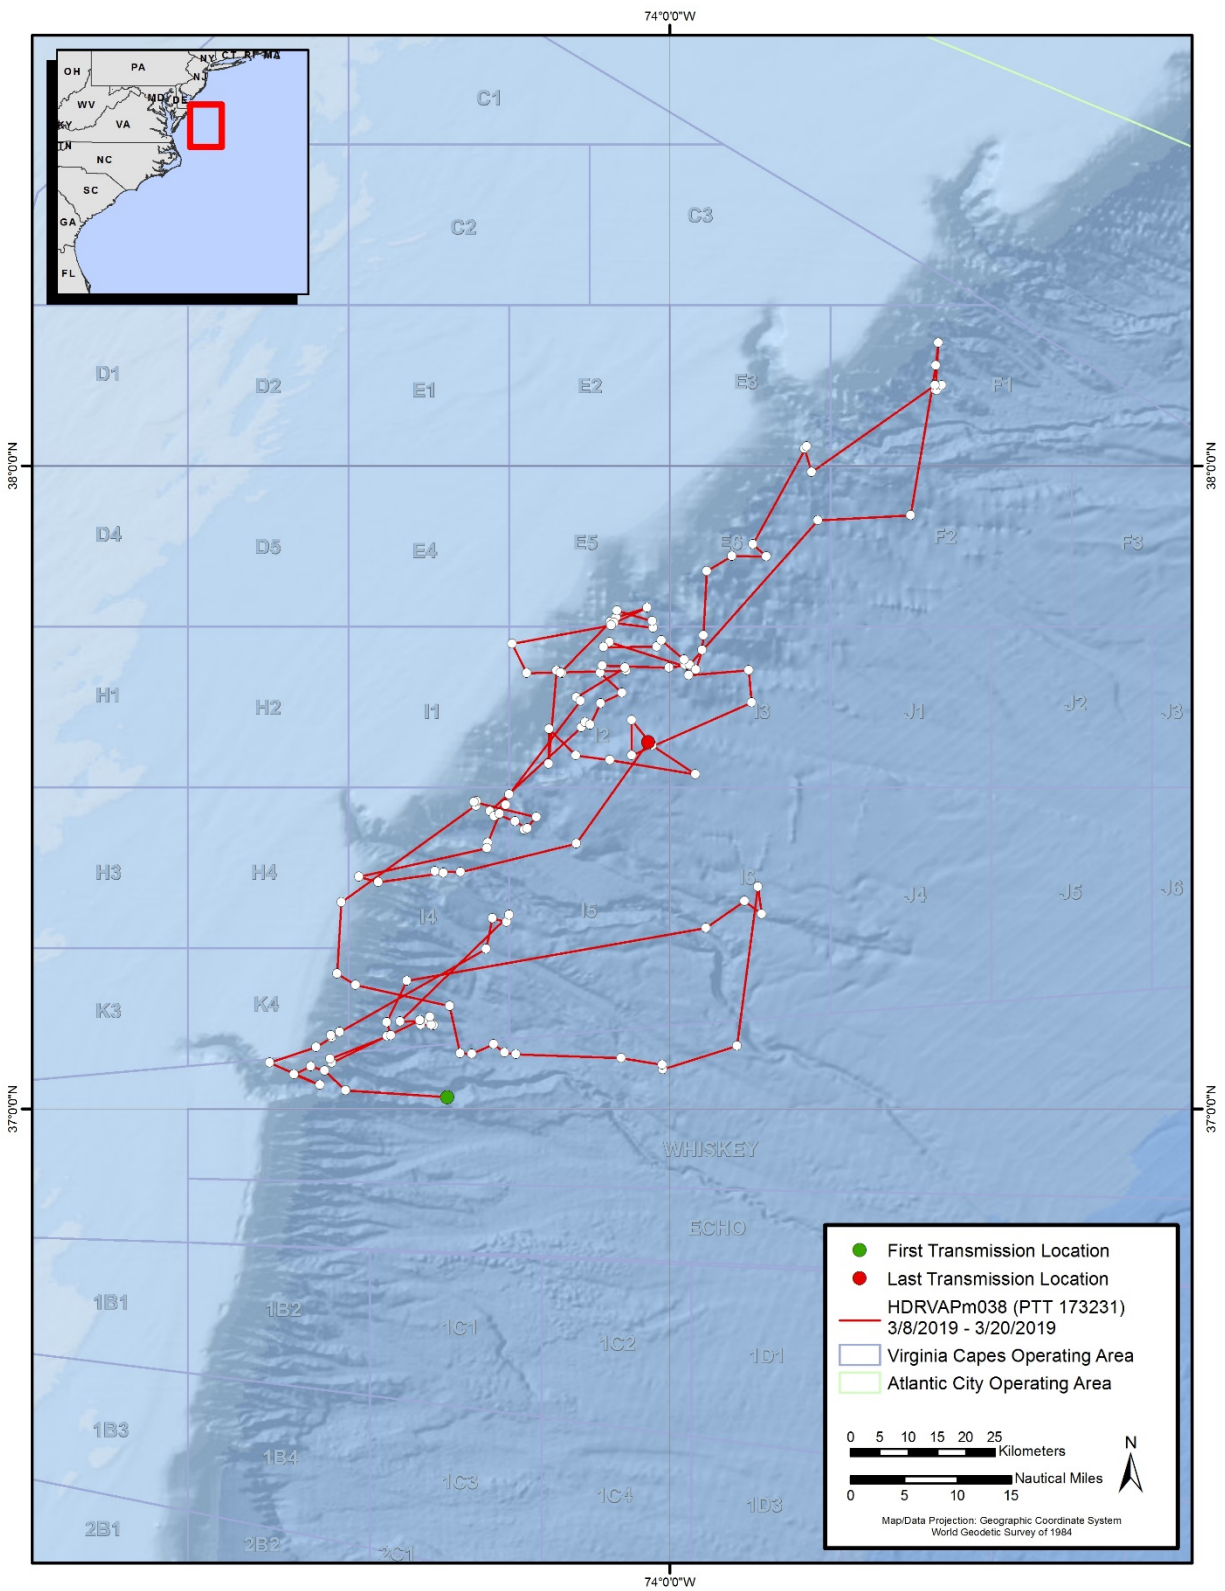 74°0'0"W
OH
PA
NY
CT
RI
MA
NJ
WV
MD
DE
KY
VA
TN
NC
SC
GA
FL
C1
C2
C3
D1
D2
E1
E2
E3
F1
38°0'0"N
38°0'0"N
D4
D5
E4
E5
E6
F2
F3
H1
H2
I1
I2
I3
J1
J2
J3
H3
H4
I4
I5
I6
J4
J5
J6
K3
K4
37°0'0"N
37°0'0"N
WHISKEY
ECHO
1B1
1B2
1C1
1C2
1D1
1B3
1B4
1C3
1C4
1D3
2B1
2B2
2C1
First Transmission Location
Last Transmission Location
HDRVAPm038 (PTT 173231)
3/8/2019 - 3/20/2019
Virginia Capes Operating Area
Atlantic City Operating Area
0 5 10 15 20 25
Kilometers
N
Nautical Miles
0 5 10 15
Map/Data Projection: Geographic Coordinate System
World Geodetic Survey of 1984
74°0'0"W